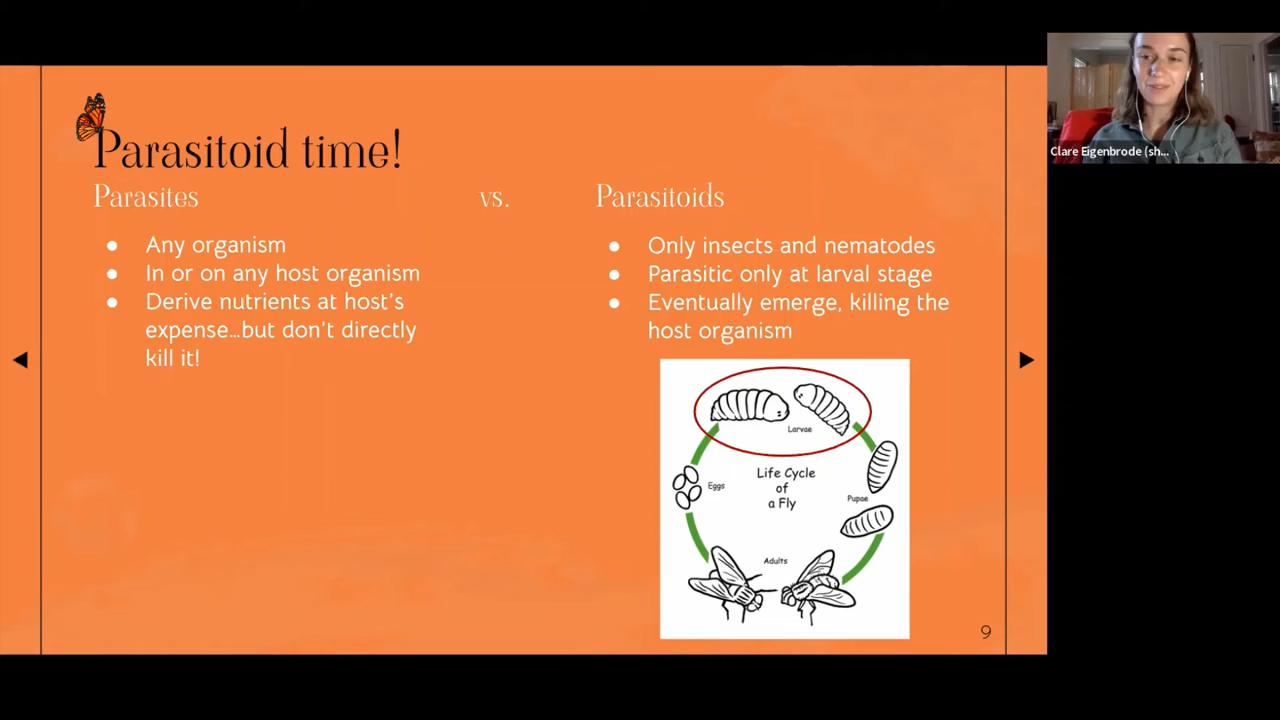 Parasitoid time!
Parasites vs. Parasitoids
● Any organism
● In or on any host organism
● Derive nutrients at host's
expense...but don't directly
kill it!
● Only insects and nematodes
● Parasitic only at larval stage
● Eventually emerge, killing the
host organism
Larvae
Life Cycle
of
a Fly
Eggs
Pupae
Adults
9
Clare Eigenbrode (sh...